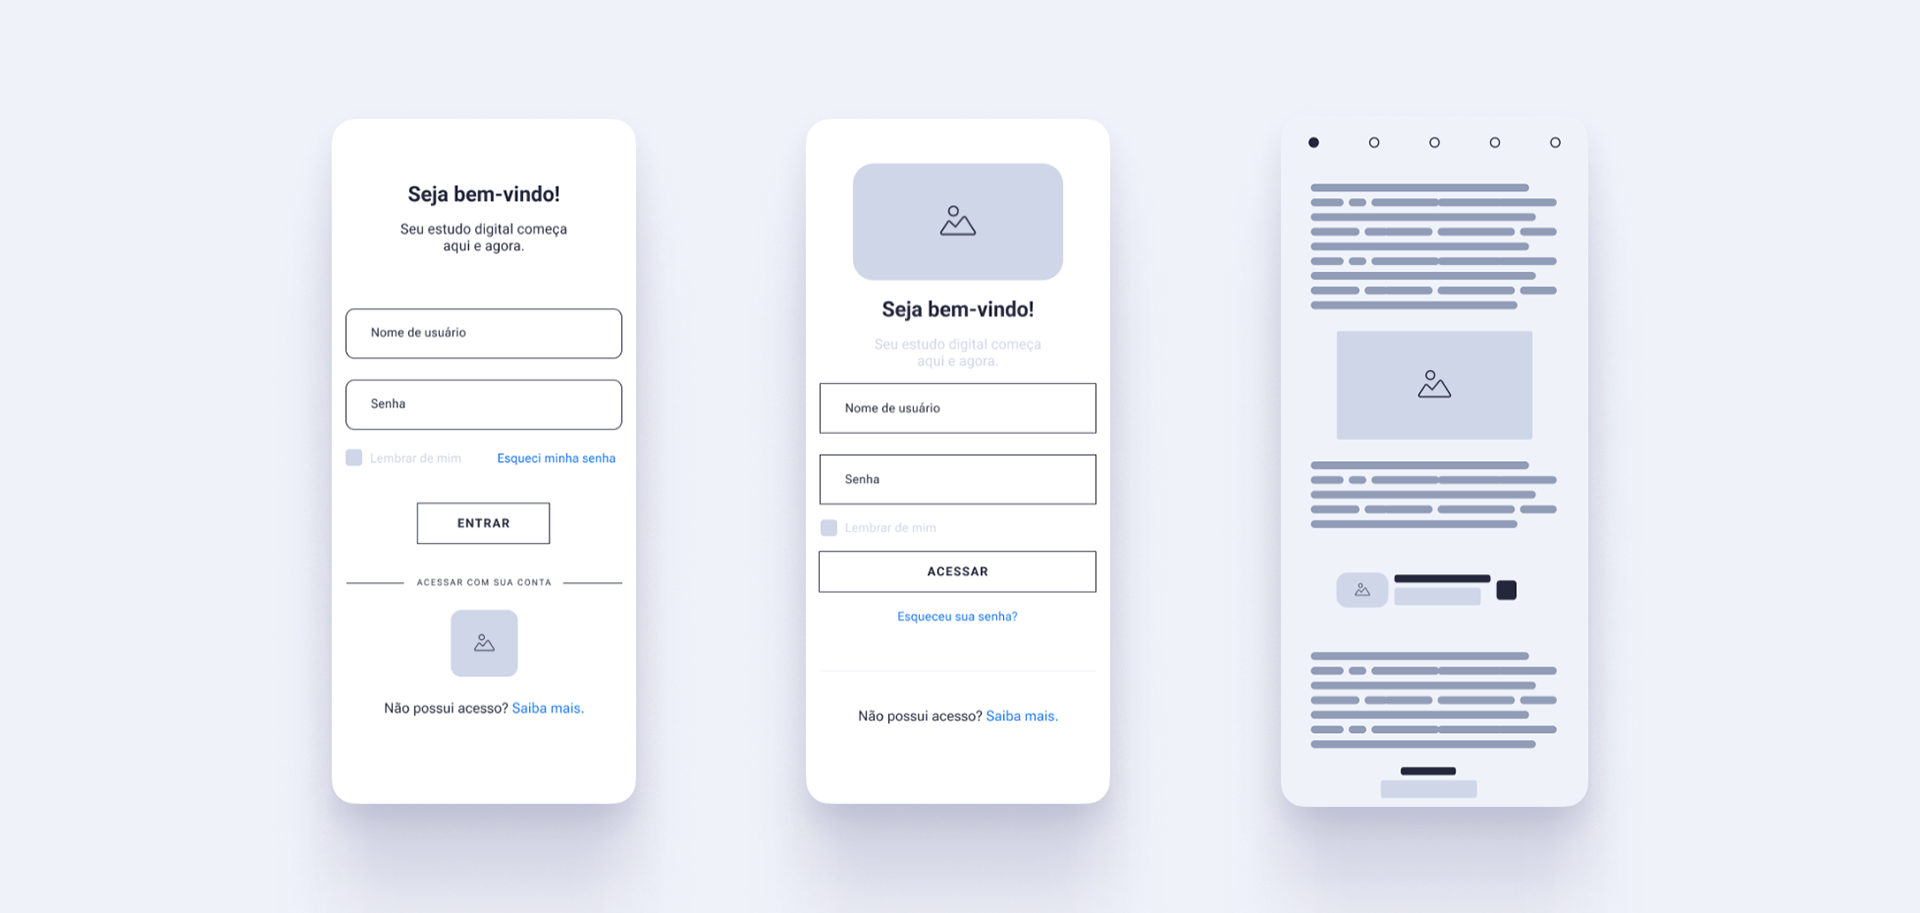 Seja bem-vindo!
Seu estudo digital começa
aqui e agora.
Nome de usuário
Senha
Lembrar de mim
Esqueci minha senha
ENTRAR
ACESSAR COM SUA CONTA
Não possui acesso? Saiba mais.
Seja bem-vindo!
Seu estudo digital começa
aqui e agora.
Nome de usuário
Senha
Lembrar de mim
ACESSAR
Esqueceu sua senha?
Não possui acesso? Saiba mais.